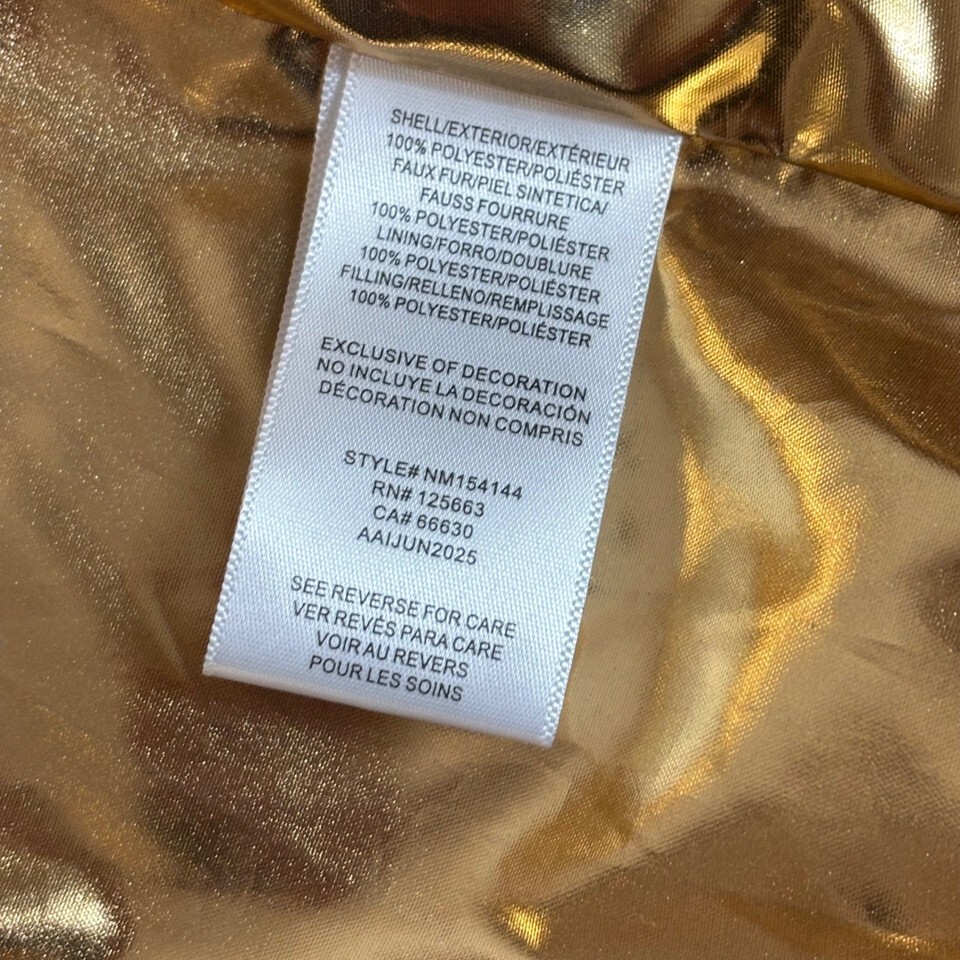 SHELL/EXTERIOR/EXTÉRIEUR
100% POLYESTER/POLIÉSTER
FAUX FUR/PIEL SINTETICA/
FAUSS FOURRURE
100% POLYESTER/POLIÉSTER
LINING/FORRO/DOUBLURE
100% POLYESTER/POLIÉSTER
FILLING/RELLENO/REMPLISSAGE
100% POLYESTER/POLIÉSTER
EXCLUSIVE OF DECORATION
NO INCLUYE LA DECORACIÓN
DÉCORATION NON COMPRIS
STYLE# NM154144
RN# 125663
CA# 66630
AAIJUN2025
SEE REVERSE FOR CARE
VER REVÉS PARA CARE
VOIR AU REVERS
POUR LES SOINS